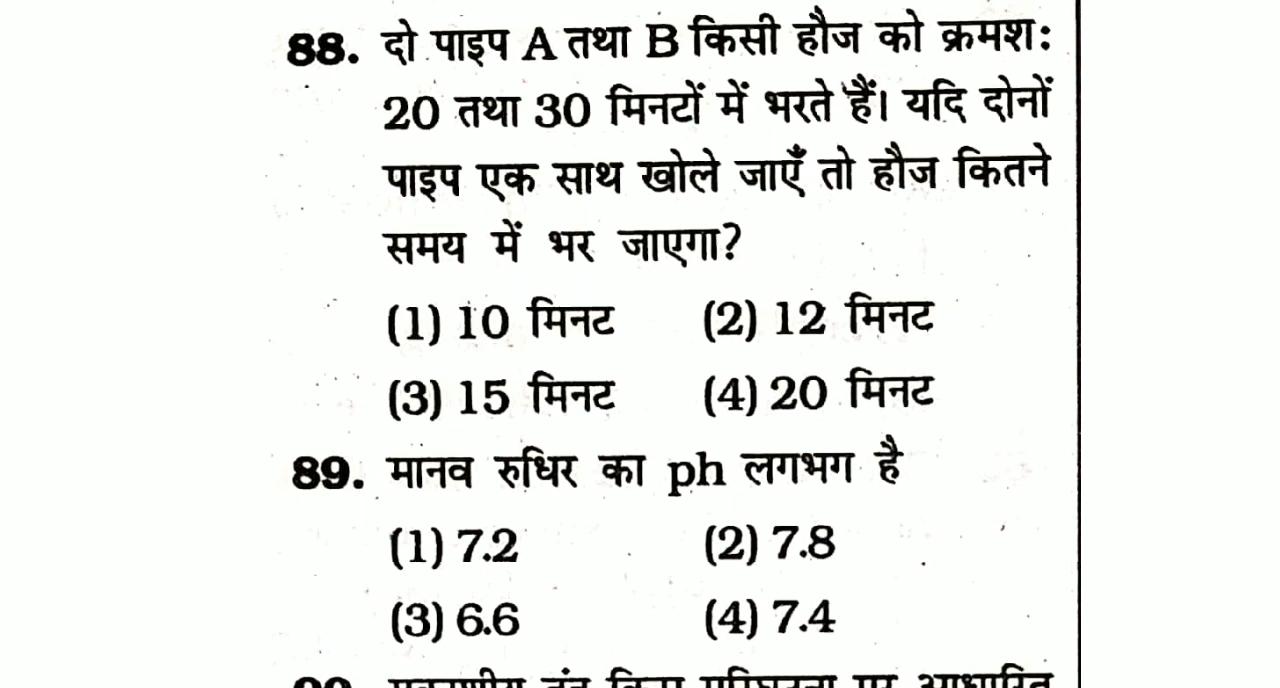 88. दो पाइप A तथा B किसी हौज को क्रमशः
20 तथा 30 मिनटों में भरते हैं। यदि दोनों
पाइप एक साथ खोले जाएँ तो हौज कितने
समय में भर जाएगा?
(1) 10 मिनट (2) 12 मिनट
(3) 15 मिनट (4) 20 मिनट
89. मानव रुधिर का ph लगभग है
(1) 7.2 (2) 7.8
(3) 6.6 (4) 7.4